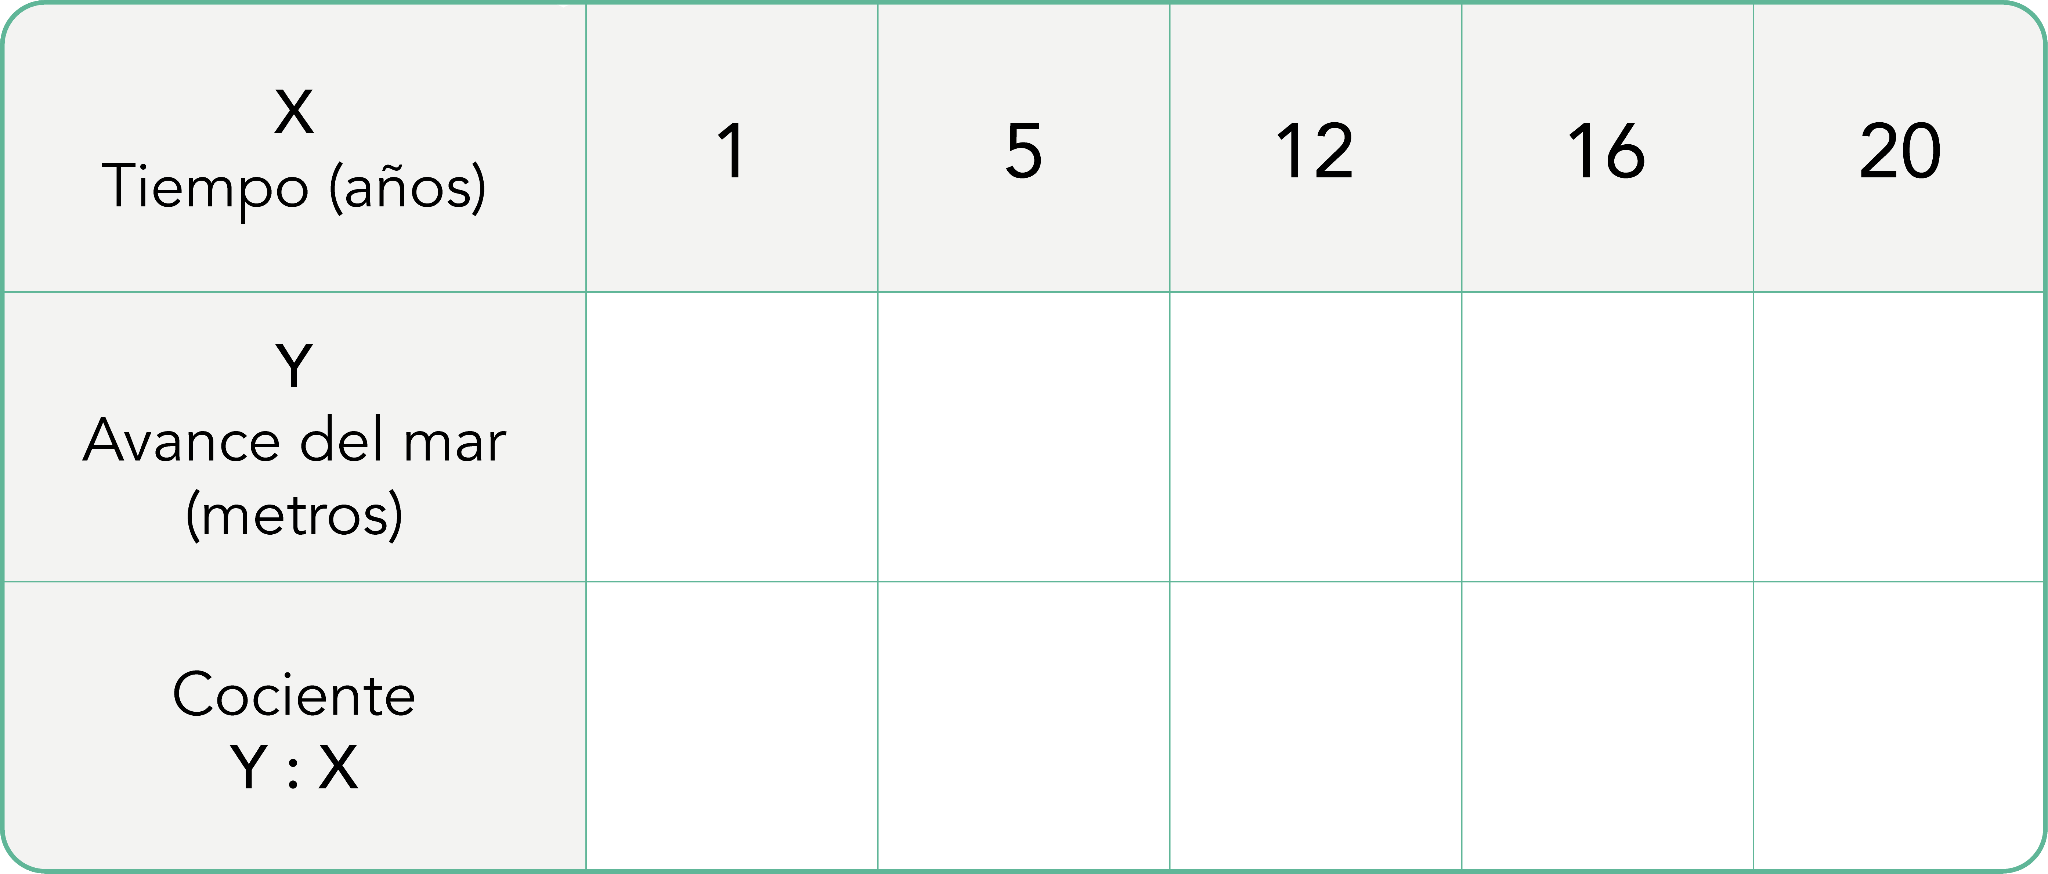 X
Tiempo (años)
1
5
12
16
20
Y
Avance del mar
(metros)
Cociente
Y : X